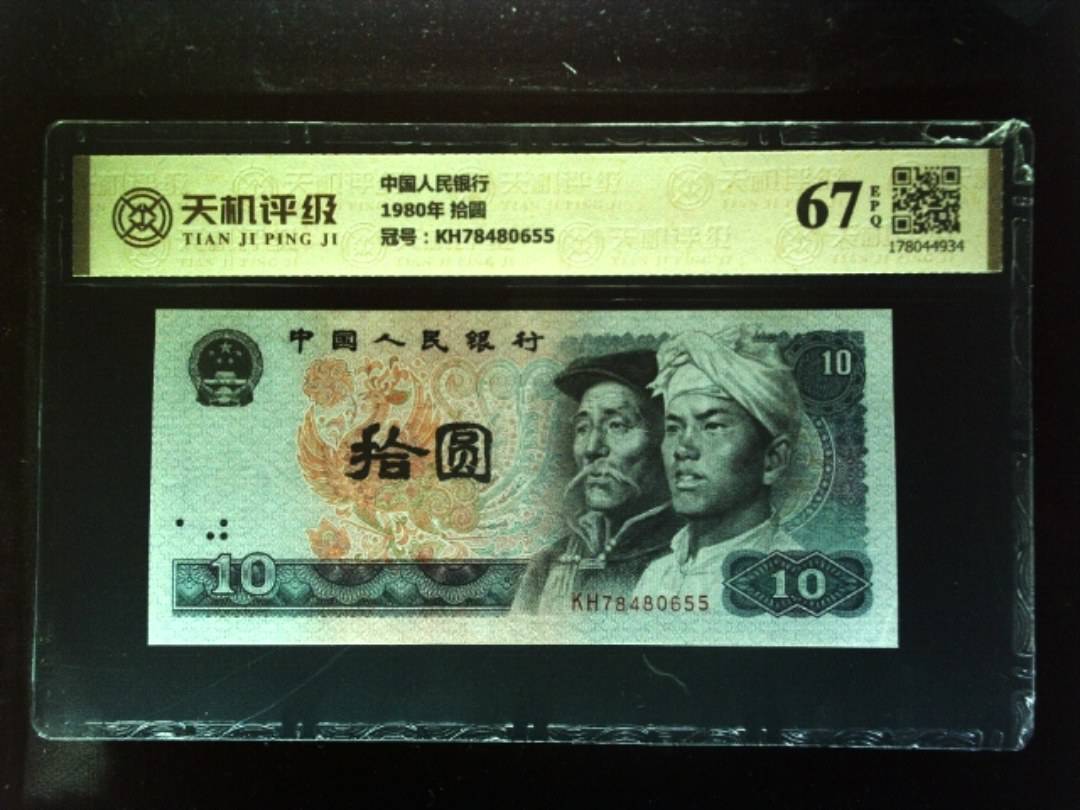 天机评级
TIAN JI PING JI
中国人民银行
1980年 拾圆
冠号：KH78480655
67
EPQ
178044934
中国人民银行
10
拾圆
10
KH78480655
10